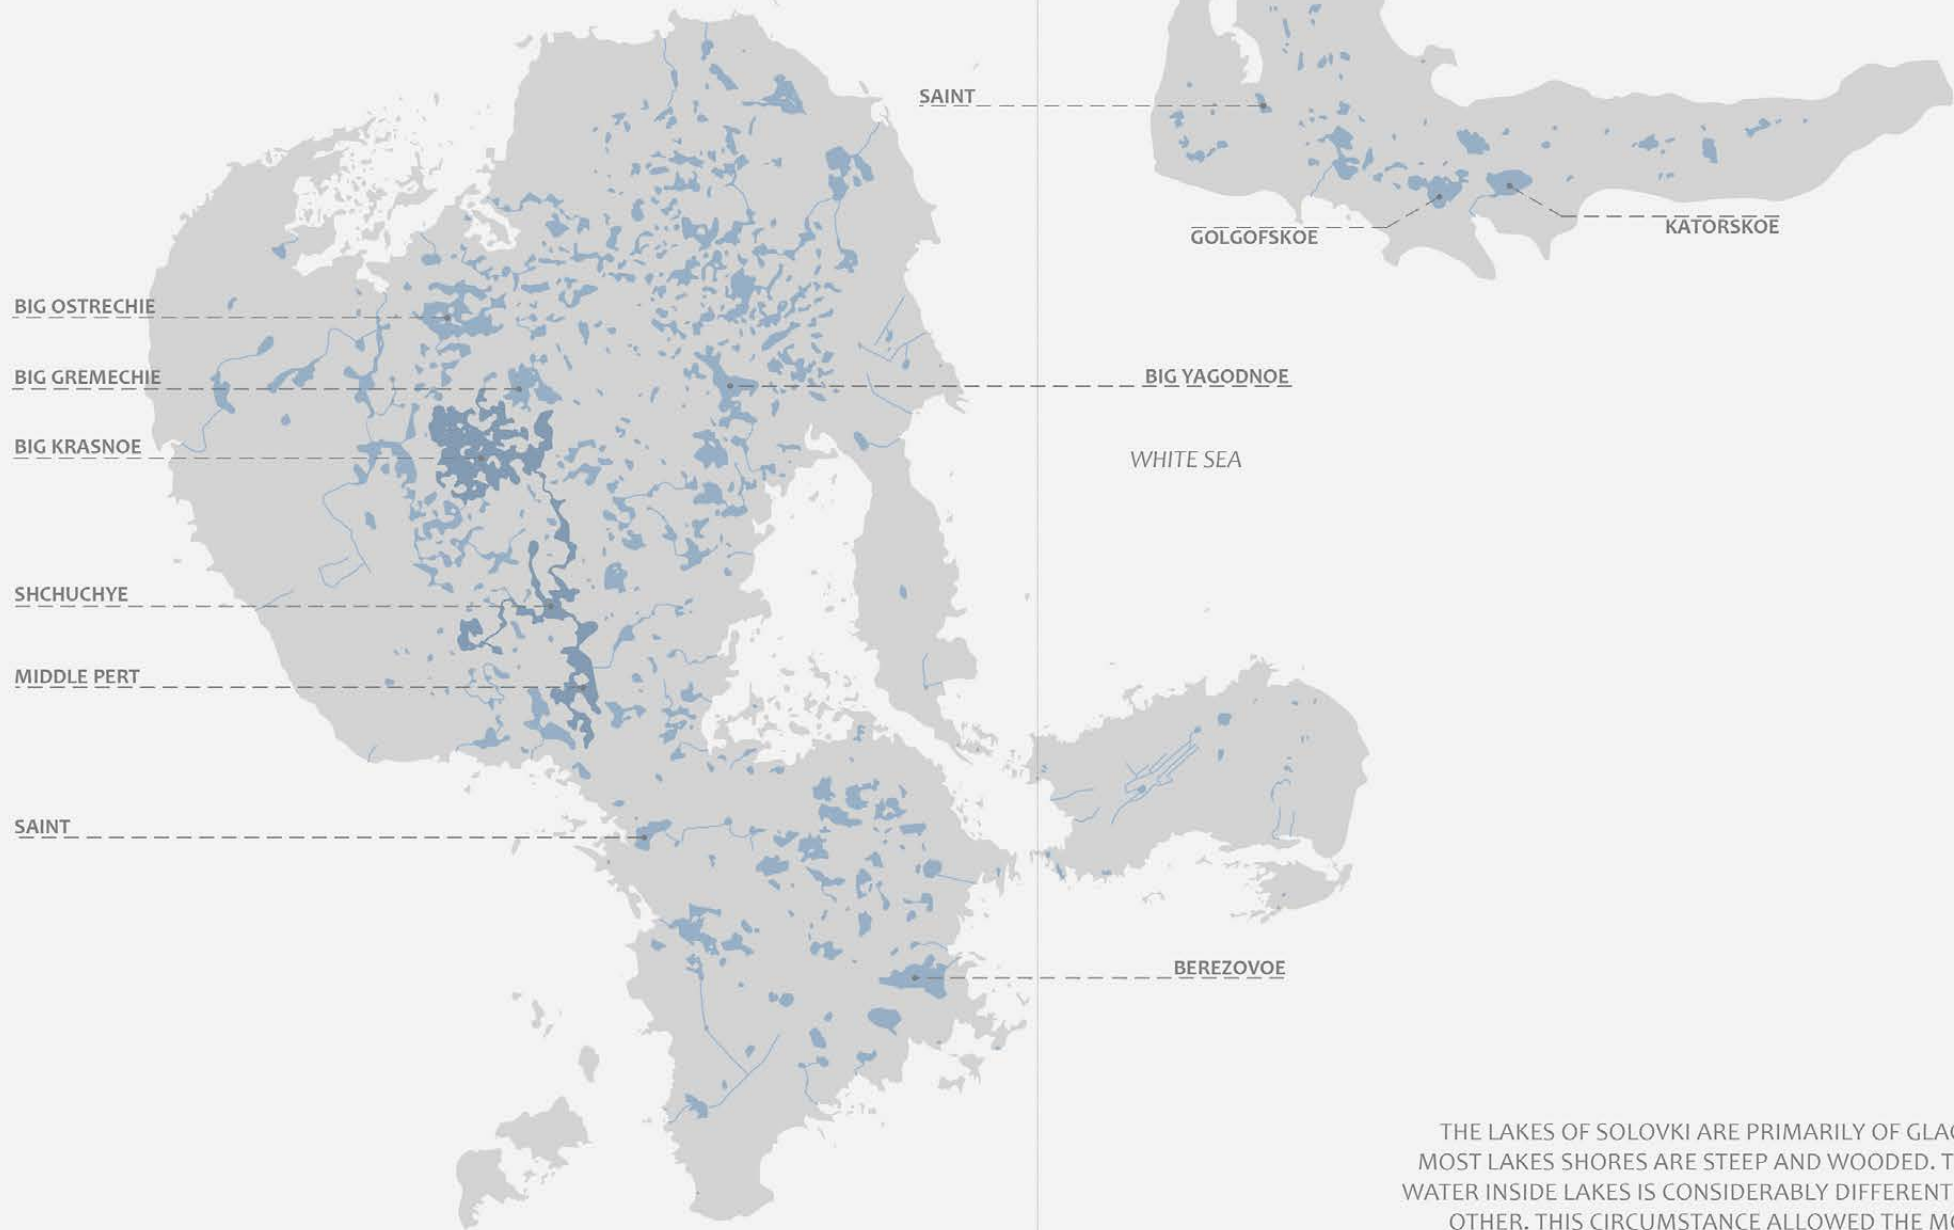 SAINT
GOLGOFSKOE
KATORSKOE
BIG OSTRECHIE
BIG GREMECHIE
BIG YAGODNOE
BIG KRASNOE
WHITE SEA
SHCHUCHYE
MIDDLE PERT
SAINT
BEREZOVOE
THE LAKES OF SOLOVKI ARE PRIMARILY OF
MOST LAKES SHORES ARE STEEP AND WOODED.
WATER INSIDE LAKES IS CONSIDERABLY DIFFERENT
OTHER. THIS CIRCUMSTANCE ALLOWED THE